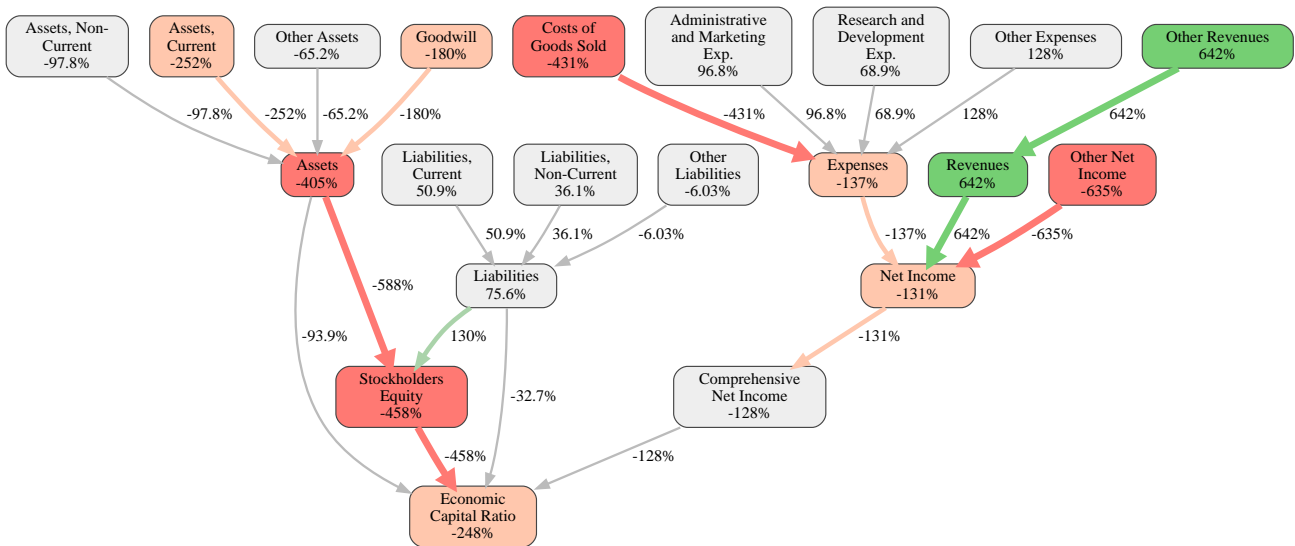 Assets, Non-
Current
-97.8%
Assets,
Current
-252%
Other Assets
-65.2%
Goodwill
-180%
Costs of
Goods Sold
-431%
Administrative
and Marketing
Exp.
96.8%
Research and
Development
Exp.
68.9%
Other Expenses
128%
Other Revenues
642%
-97.8%
-252%
-65.2%
-180%
-431%
96.8%
68.9%
128%
642%
Assets
-405%
Liabilities,
Current
50.9%
Liabilities,
Non-Current
36.1%
Other
Liabilities
-6.03%
Expenses
-137%
Revenues
642%
Other Net
Income
-635%
50.9%
36.1%
-6.03%
-137%
642%
-635%
-588%
Liabilities
75.6%
Net Income
-131%
-93.9%
130%
-131%
Stockholders
Equity
-458%
-32.7%
Comprehensive
Net Income
-128%
-458%
-128%
Economic
Capital Ratio
-248%